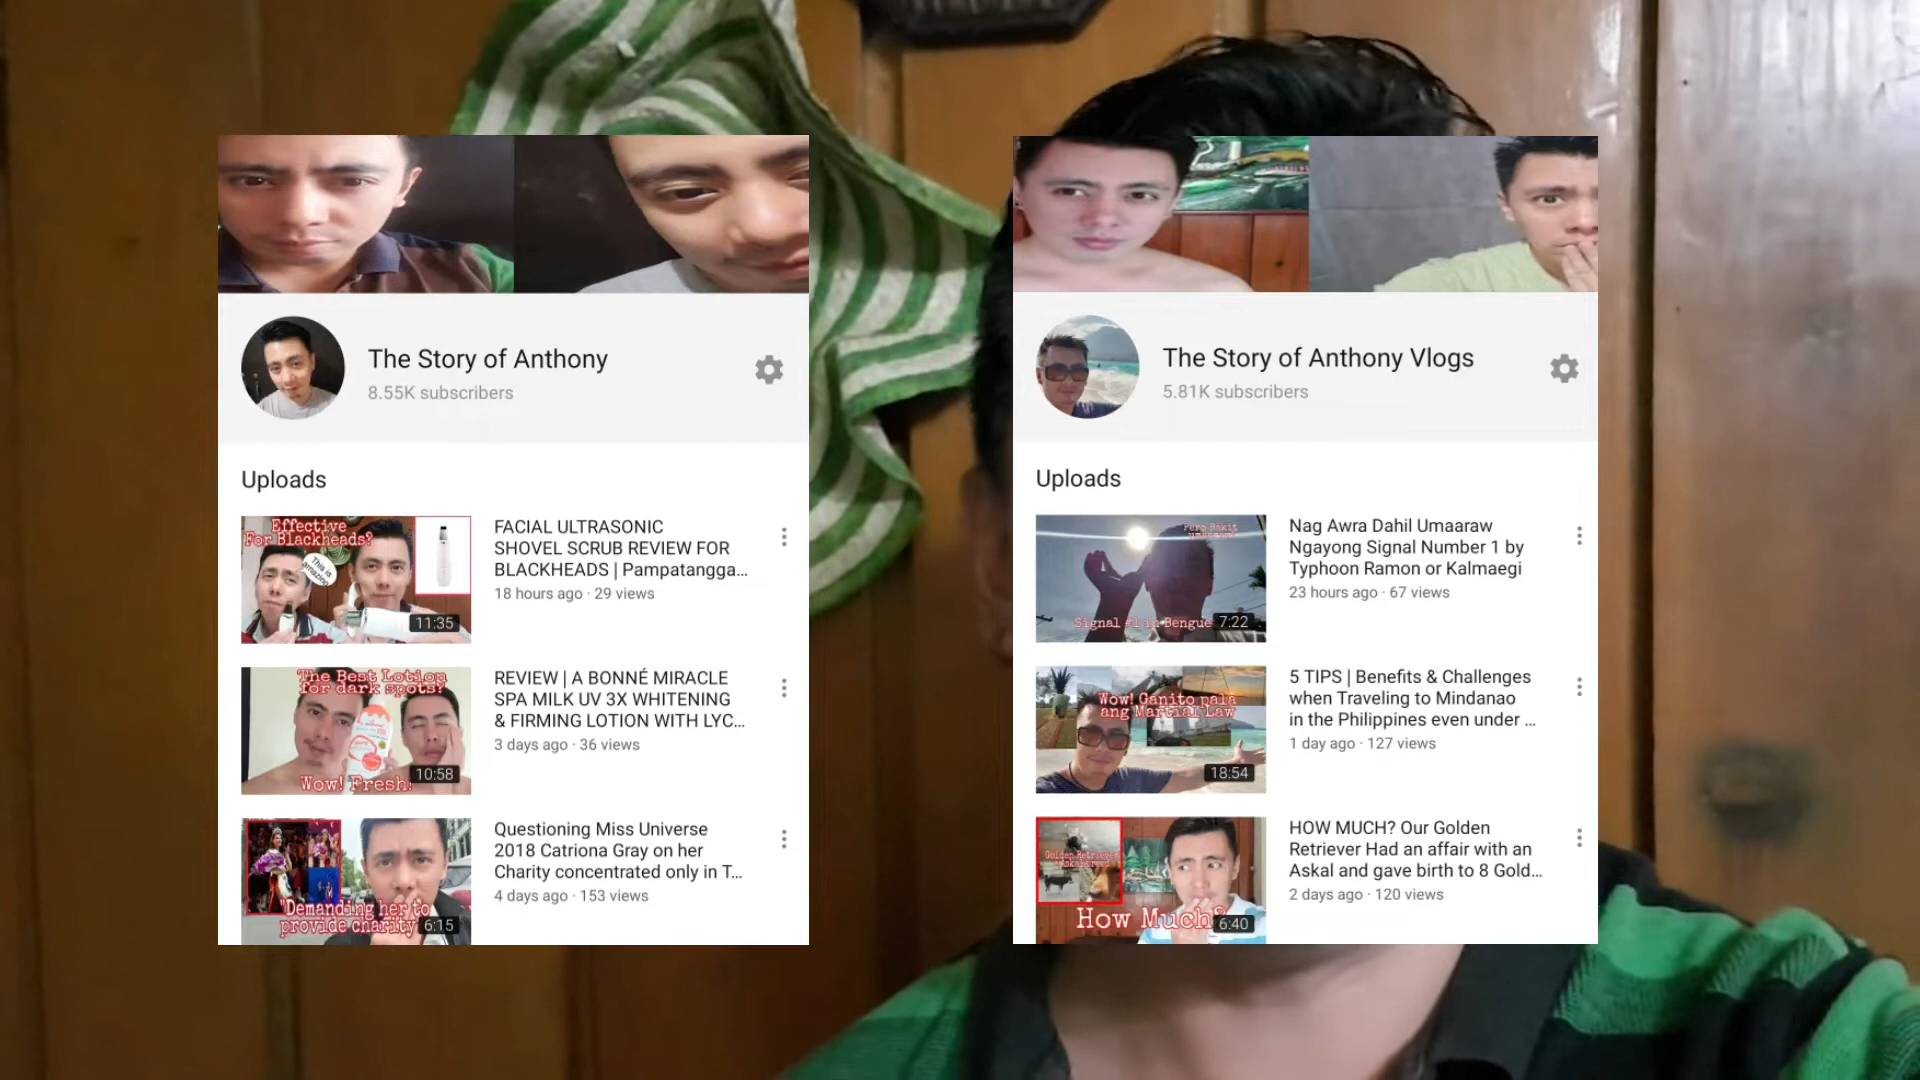 The Story of Anthony
8.55K subscribers
Uploads
Effective
For Blackheads?
This is
amazing
11:35
FACIAL ULTRASONIC
SHOVEL SCRUB REVIEW FOR
BLACKHEADS | Pampatangga...
18 hours ago · 29 views
The Best Lotion
for dark spots?
Wow! Fresh!
10:58
REVIEW | A BONNÉ MIRACLE
SPA MILK UV 3X WHITENING
& FIRMING LOTION WITH LYC...
3 days ago · 36 views
"Demanding her to
provide charity
6:15
Questioning Miss Universe
2018 Catriona Gray on her
Charity concentrated only in T...
4 days ago · 153 views
The Story of Anthony Vlogs
5.81K subscribers
Uploads
Pero Bakit
umaaraw?
Signal #1 in Benguet
7:22
Nag Awra Dahil Umaaraw
Ngayong Signal Number 1 by
Typhoon Ramon or Kalmaegi
23 hours ago · 67 views
Wow! Ganito pala
ang Martial Law
18:54
5 TIPS | Benefits & Challenges
when Traveling to Mindanao
in the Philippines even under ...
1 day ago · 127 views
Golden Retriever
How Much?
6:40
HOW MUCH? Our Golden
Retriever Had an affair with an
Askal and gave birth to 8 Gold...
2 days ago · 120 views